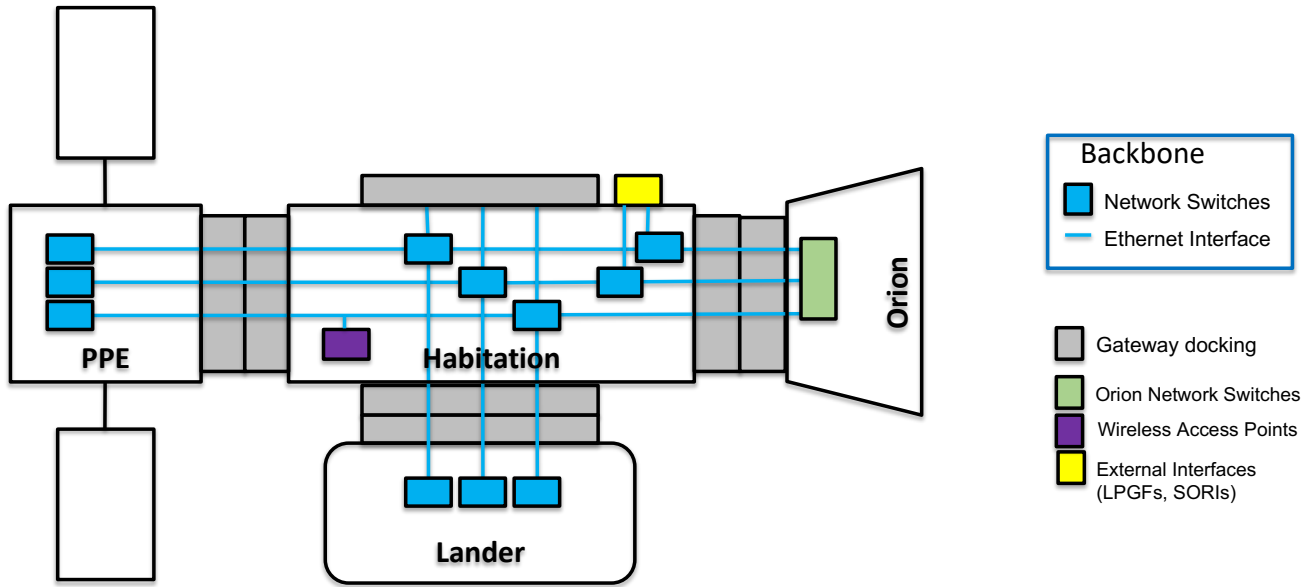 PPE
Habitation
Lander
Orion
Backbone
Network Switches
Ethernet Interface
Gateway docking
Orion Network Switches
Wireless Access Points
External Interfaces
(LPGFs, SORIs)